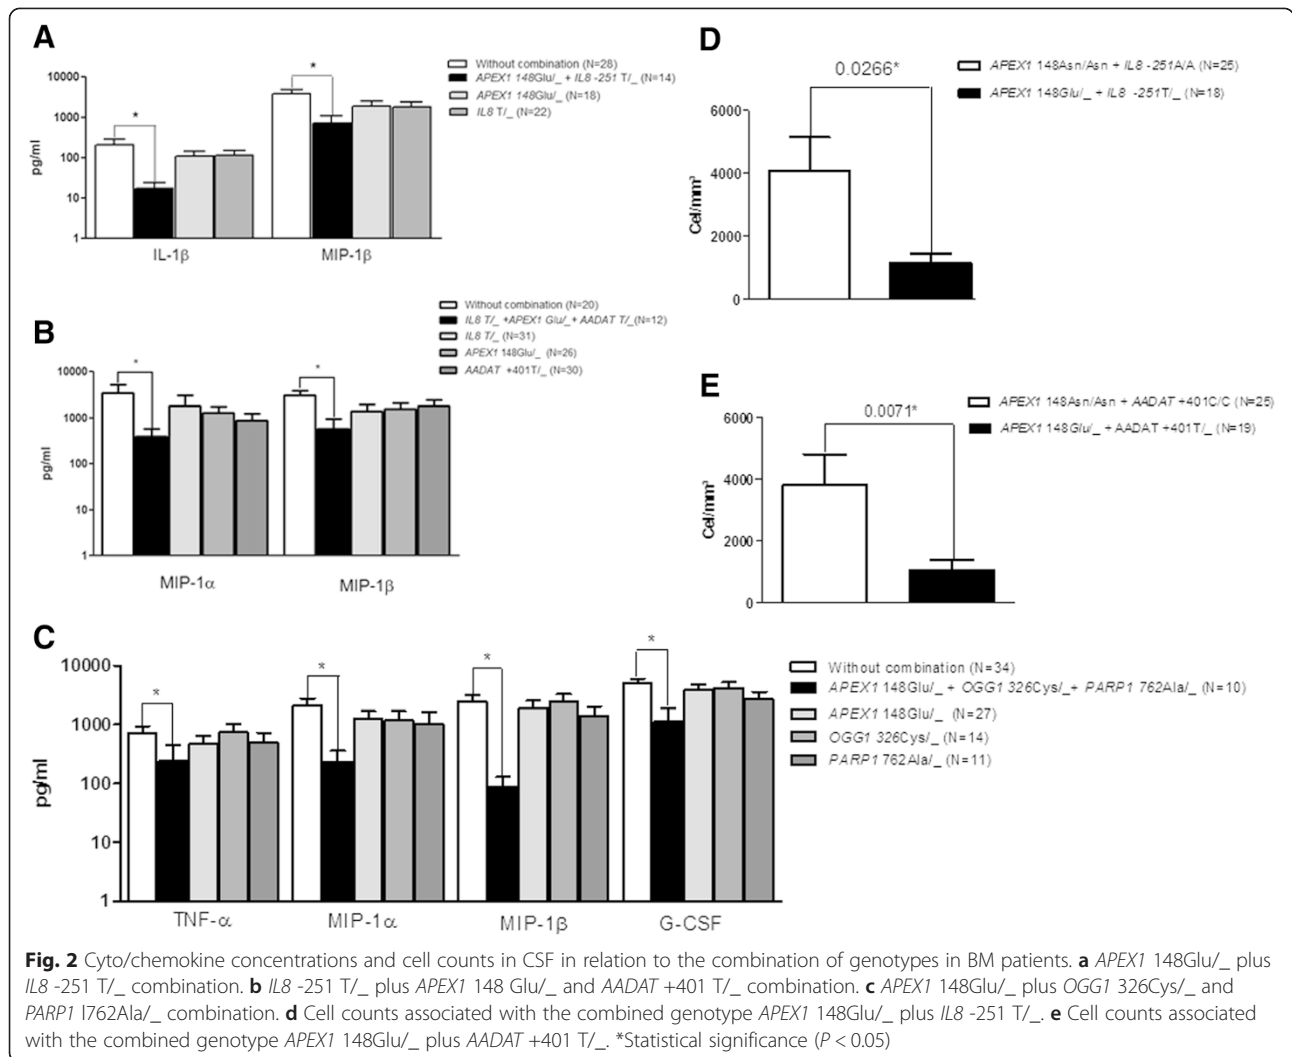 A
Without combination (N=28)
APEX1 148Glu/_ + IL8 -251 T/_ (N=14)
APEX1 148Glu/_ (N=18)
IL8 T/_ (N=22)
10000
1000
100
10
1
pg/ml
*
*
IL-1β
MIP-1β
B
Without combination (N=20)
IL8 T/_ +APEX1 Glu/_+ AADAT T/_(N=12)
IL8 T/_ (N=31)
APEX1 148Glu/_ (N=26)
AADAT +401T/_ (N=30)
10000
1000
100
10
1
pg/ml
*
*
MIP-1α
MIP-1β
C
Without combination (N=34)
APEX1 148Glu/_ + OGG1 326Cys/_+ PARP1 762Ala/_ (N=10)
APEX1 148Glu/_ (N=27)
OGG1 326Cys/_ (N=14)
PARP1 762Ala/_ (N=11)
10000
1000
100
10
1
pg/ml
*
*
*
*
TNF-α
MIP-1α
MIP-1β
G-CSF
D
APEX1 148Asn/Asn + IL8 -251A/A (N=25)
APEX1 148Glu/_ + IL8 -251T/_ (N=18)
0.0266*
6000
4000
2000
0
Cel/mm³
E
APEX1 148Asn/Asn + AADAT +401C/C (N=25)
APEX1 148Glu/_ + AADAT +401T/_ (N=19)
0.0071*
6000
4000
2000
0
Cel/mm³
Fig. 2 Cyto/chemokine concentrations and cell counts in CSF in relation to the combination of genotypes in BM patients. a APEX1 148Glu/_ plus
IL8 -251 T/_ combination. b IL8 -251 T/_ plus APEX1 148 Glu/_ and AADAT +401 T/_ combination. c APEX1 148Glu/_ plus OGG1 326Cys/_ and
PARP1 l762Ala/_ combination. d Cell counts associated with the combined genotype APEX1 148Glu/_ plus IL8 -251 T/_. e Cell counts associated
with the combined genotype APEX1 148Glu/_ plus AADAT +401 T/_. *Statistical significance (P < 0.05)